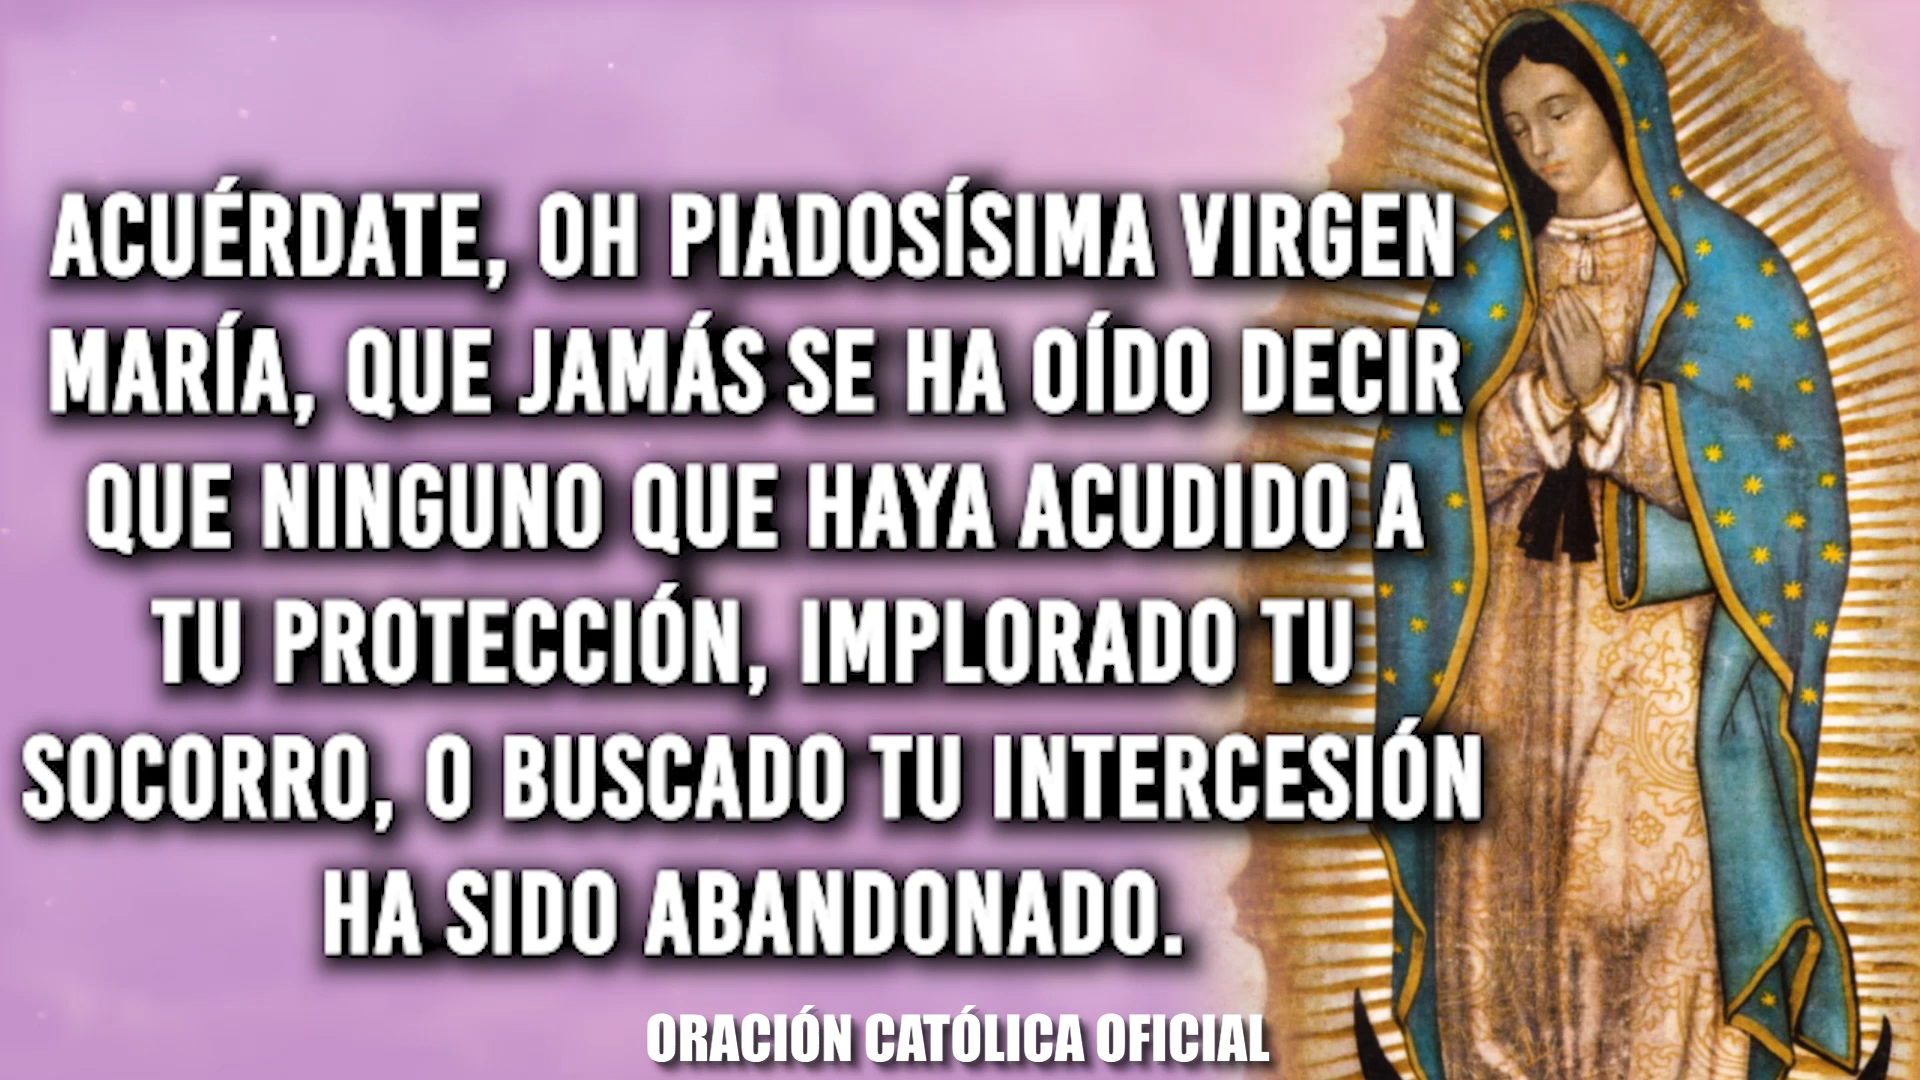 ACUÉRDATE, OH PIADOSÍSIMA VIRGEN
MARÍA, QUE JAMÁS SE HA OÍDO DECIR
QUE NINGUNO QUE HAYA ACUDIDO A
TU PROTECCIÓN, IMPLORADO TU
SOCORRO, O BUSCADO TU INTERCESIÓN
HA SIDO ABANDONADO.
ORACIÓN CATÓLICA OFICIAL